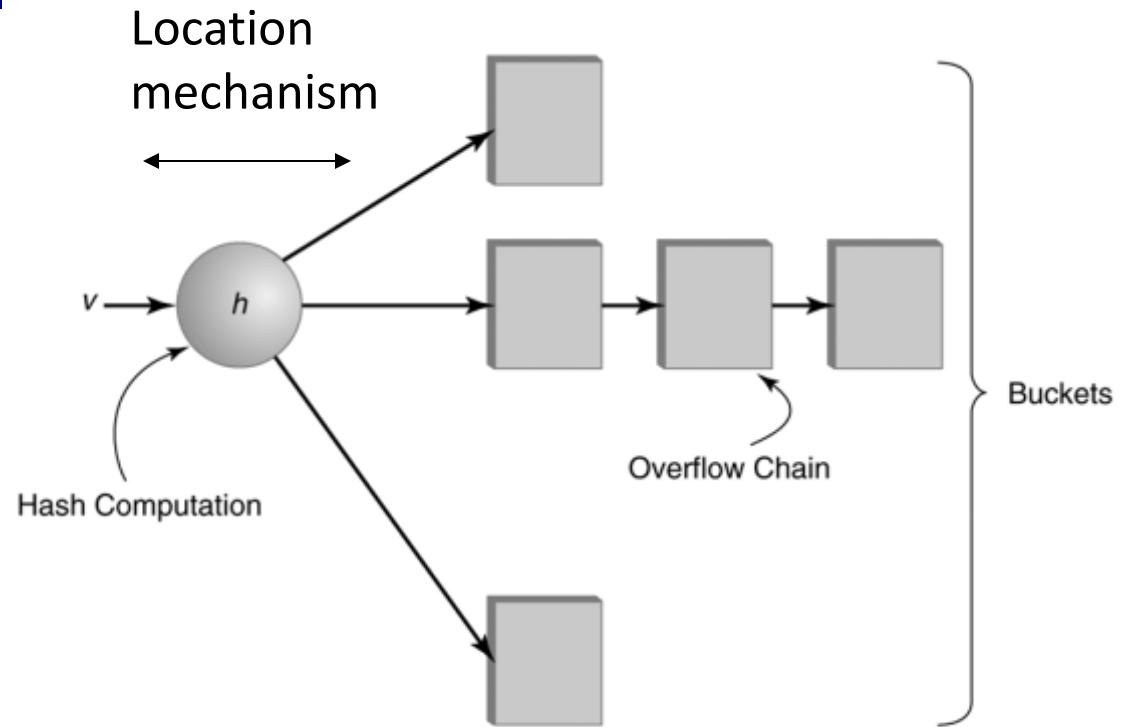 Location
mechanism
v
h
Buckets
Overflow Chain
Hash Computation